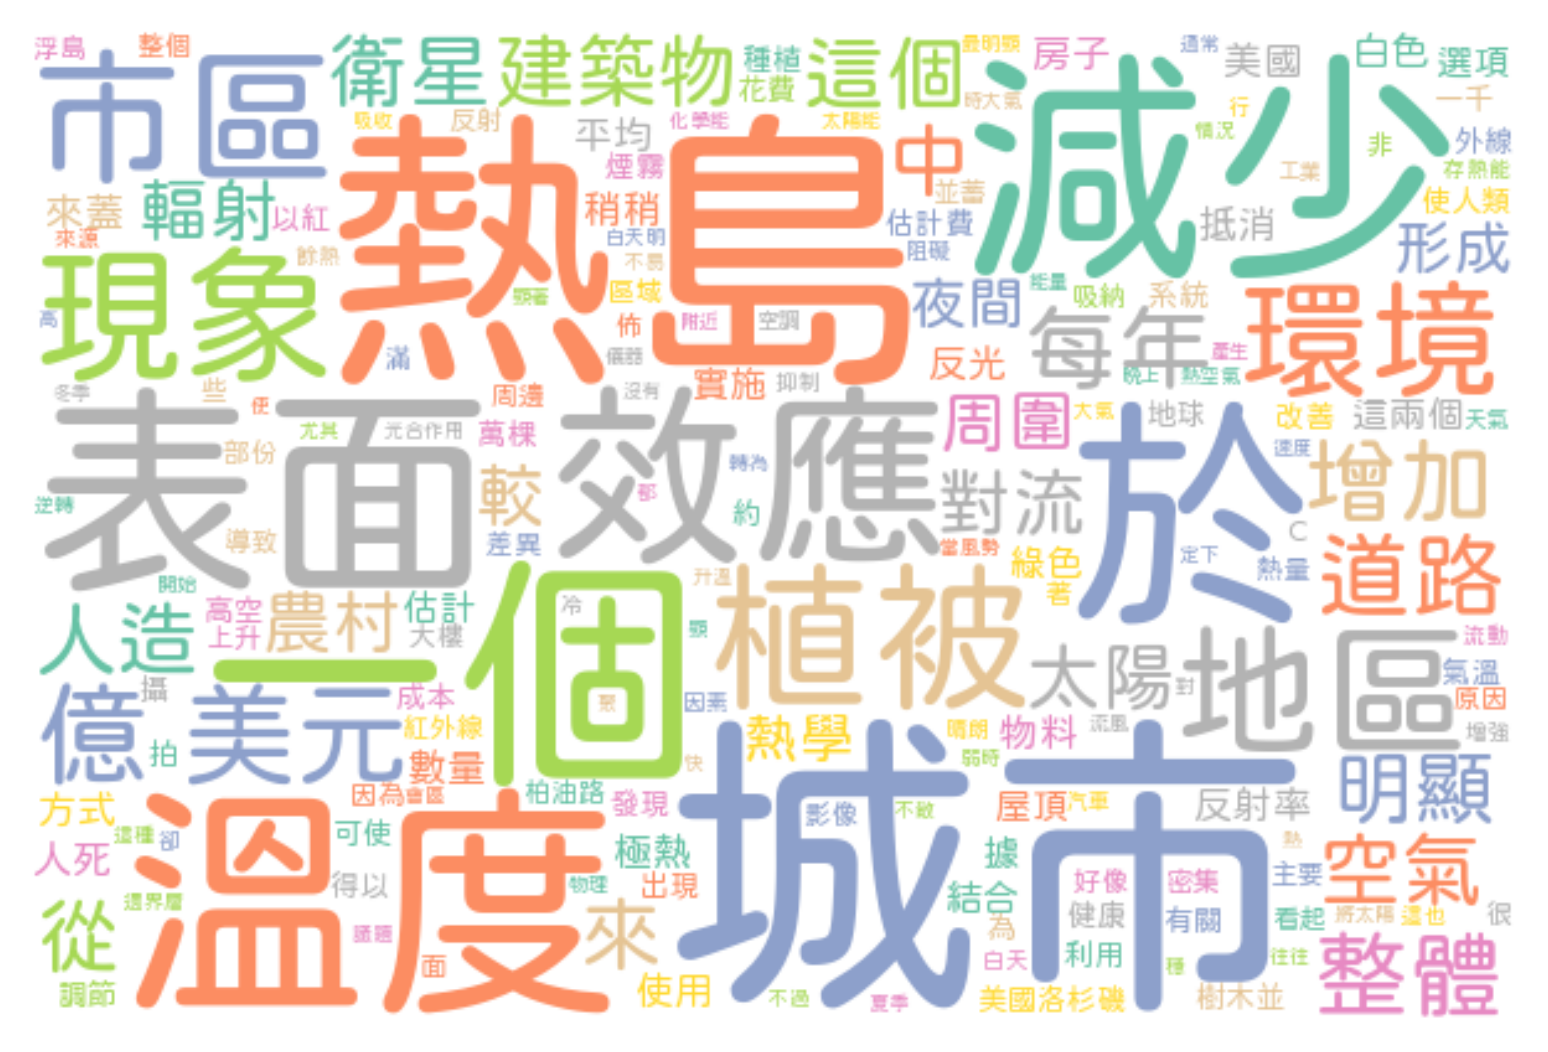 浮島 整個 衛星 建築物 種植 這個 最明顯 房子 通常 美國 白色 選項
市區 花費 時大氣 減少 行 一千
吸收 反射 平均 化學能 太陽能 中 情況 非 外線
熱島 煙霧 並蓄 工業 存熱能
來蓋 輻射 以紅 稍稍 估計費 抵消 使人類
來源 餘熱 白天明 阻礙 形成
現象 不易 夜間 能量 吸納 系統
高 顯著 區域 附近 空調 每年 環境
滿 佈 儀器 反光 產生
冬季 些 便 周邊 沒有 實施 抑制 晚上 熱空氣
表面 尤其 光合作用 萬棵 效應 周圍 大氣 地球 改善 這兩個 天氣
部份 較 轉為 於 速度 增加
逆轉 鄰 約 對流 C
導致 差異 當風勢 綠色 定下 熱量 道路
開始 升溫 著
人造 高空 農村 估計 冷 植被
上升 大樓 一個 顯 太陽 地區 流動
億 攝 美元 成本 聚 因素 對 氣溫
拍 紅外線 熱學 晴朗 物料 流風 原因
數量 快 弱時 增強
方式 因為 會區 柏油路 發現 城市 屋頂 汽車 反射率 明顯
這種 卻 溫度 影像 不敵
人死 可使 極熱 據 熱 空氣
得以 物理 出現 結合 好像 密集 主要
從 邊界層 來 為 健康 有關 看起 將太陽 這也 很
面 白天 利用 種 往往 整體
調節 使用 不過 夏季 美國洛杉磯 樹木並